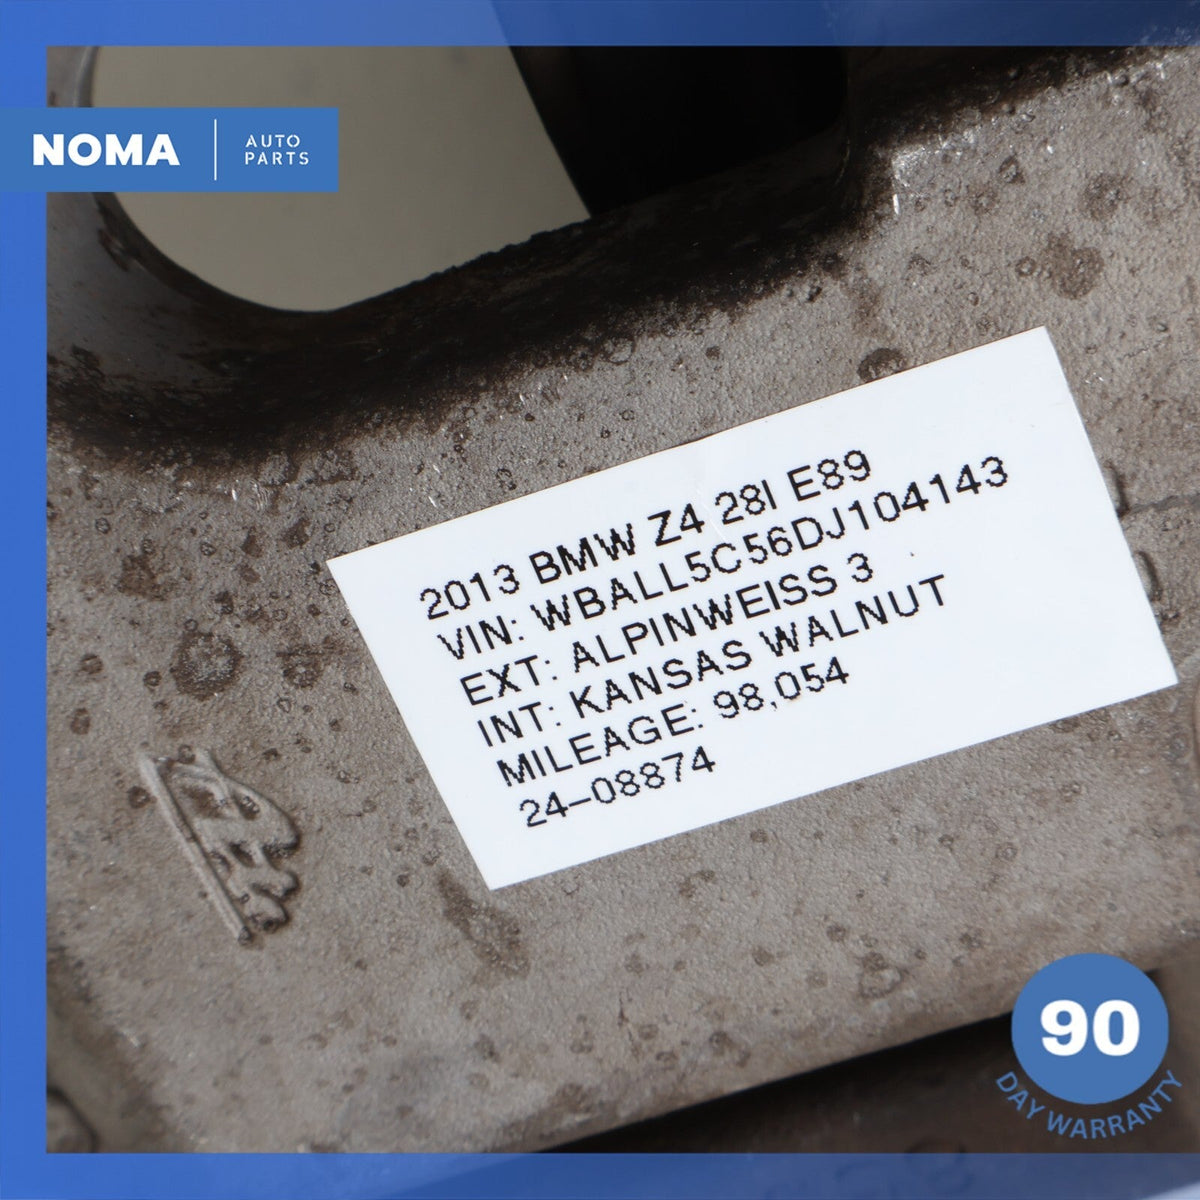 NOMA
AUTO
PARTS
2013 BMW Z4 28I E89
VIN: WBALL5C56DJ104143
EXT: ALPINWEISS 3
INT: KANSAS WALNUT
MILEAGE: 98,054
24-08874
90
DAY WARRANTY